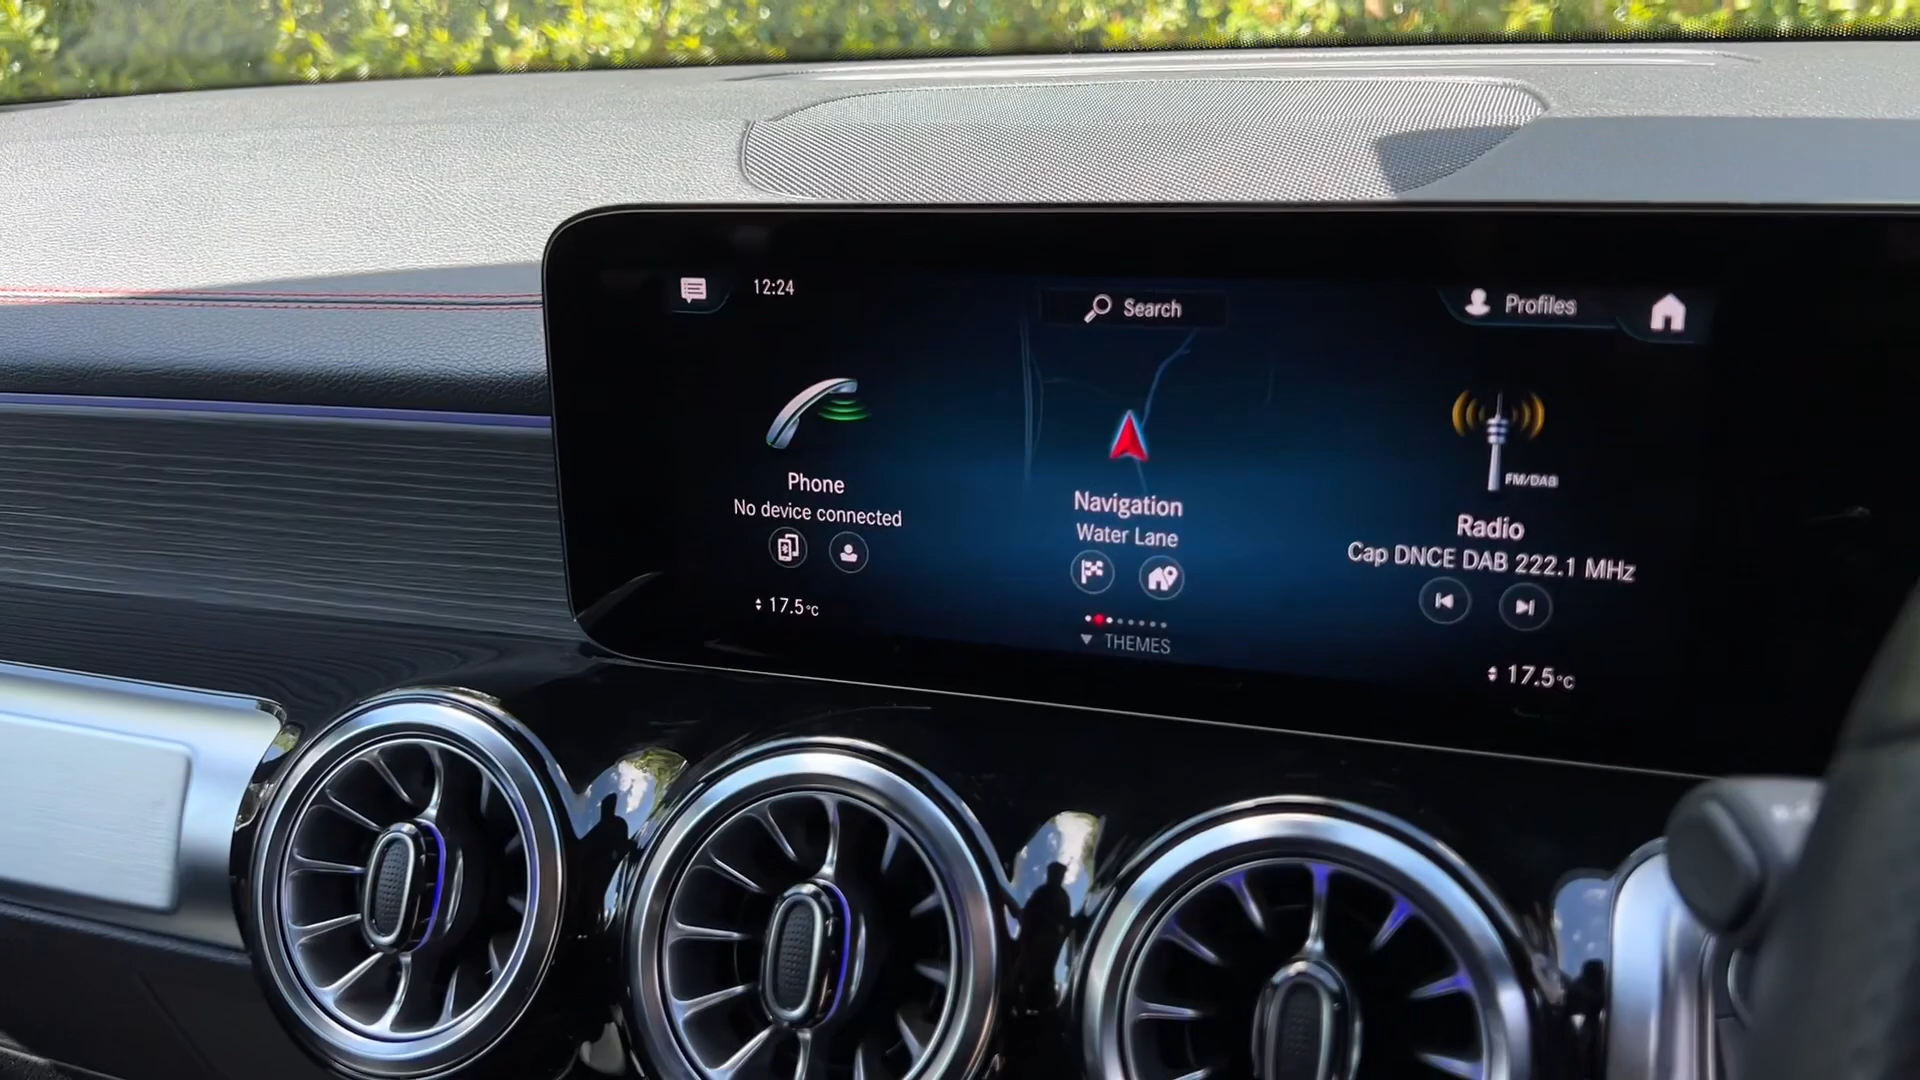 12:24
Search
Profiles
Phone
No device connected
17.5°C
Navigation
Water Lane
THEMES
FM/DAB
Radio
Cap DNCE DAB 222.1 MHz
17.5°C